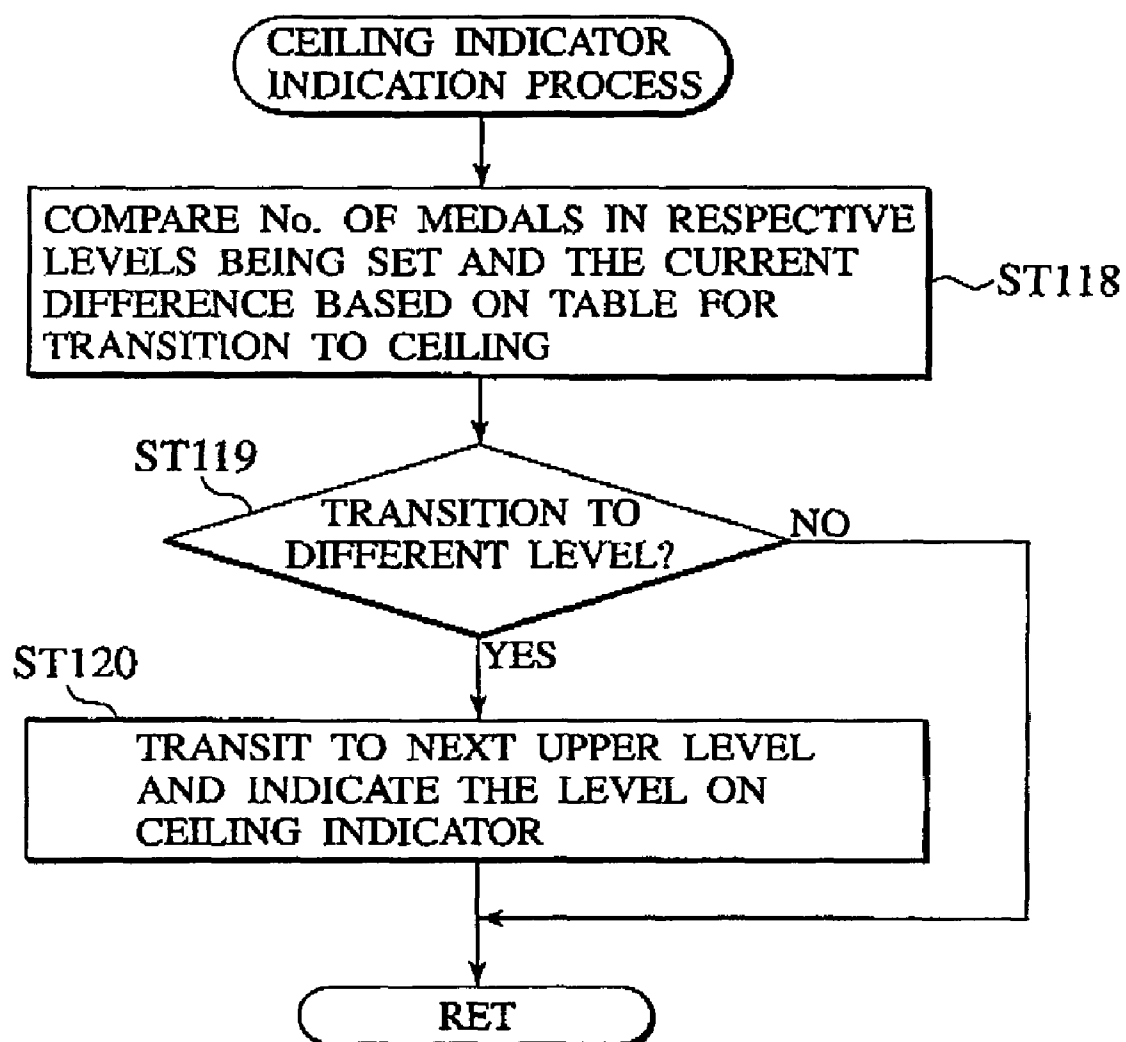 CEILING INDICATOR
INDICATION PROCESS
COMPARE No. OF MEDALS IN RESPECTIVE
LEVELS BEING SET AND THE CURRENT
DIFFERENCE BASED ON TABLE FOR
TRANSITION TO CEILING
ST118
ST119
TRANSITION TO
DIFFERENT LEVEL?
NO
YES
ST120
TRANSIT TO NEXT UPPER LEVEL
AND INDICATE THE LEVEL ON
CEILING INDICATOR
RET